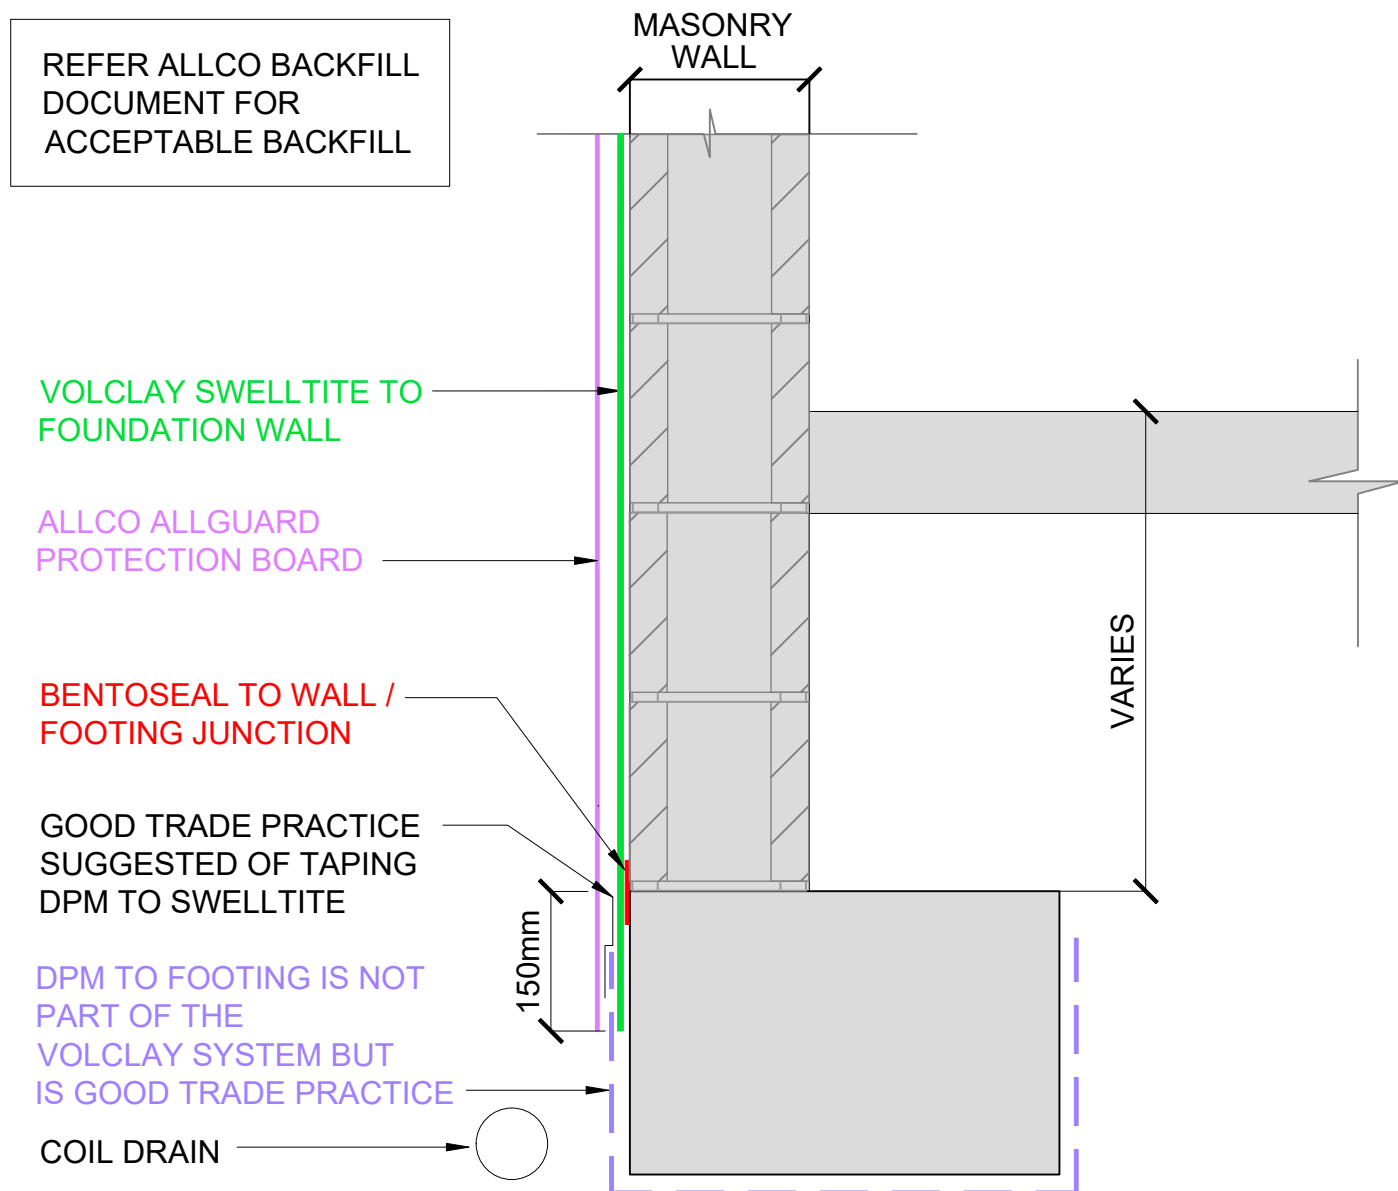 REFER ALLCO BACKFILL
DOCUMENT FOR
ACCEPTABLE BACKFILL
MASONRY
WALL
VOLCLAY SWELLTITE TO
FOUNDATION WALL
ALLCO ALLGUARD
PROTECTION BOARD
BENTOSEAL TO WALL /
FOOTING JUNCTION
GOOD TRADE PRACTICE
SUGGESTED OF TAPING
DPM TO SWELLTITE
DPM TO FOOTING IS NOT
PART OF THE
VOLCLAY SYSTEM BUT
IS GOOD TRADE PRACTICE
COIL DRAIN
150mm
VARIES